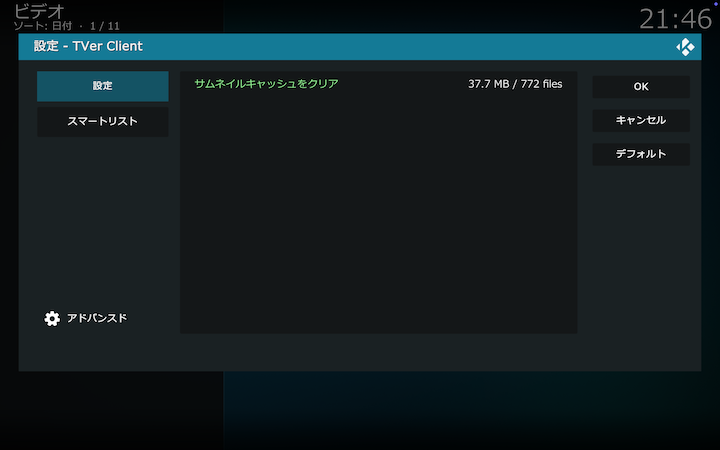 ビデオ
ソート: 日付 · 1 / 11
21:46
設定 - TVer Client
設定
サムネイルキャッシュをクリア 37.7 MB / 772 files
OK
スマートリスト
キャンセル
デフォルト
アドバンスド